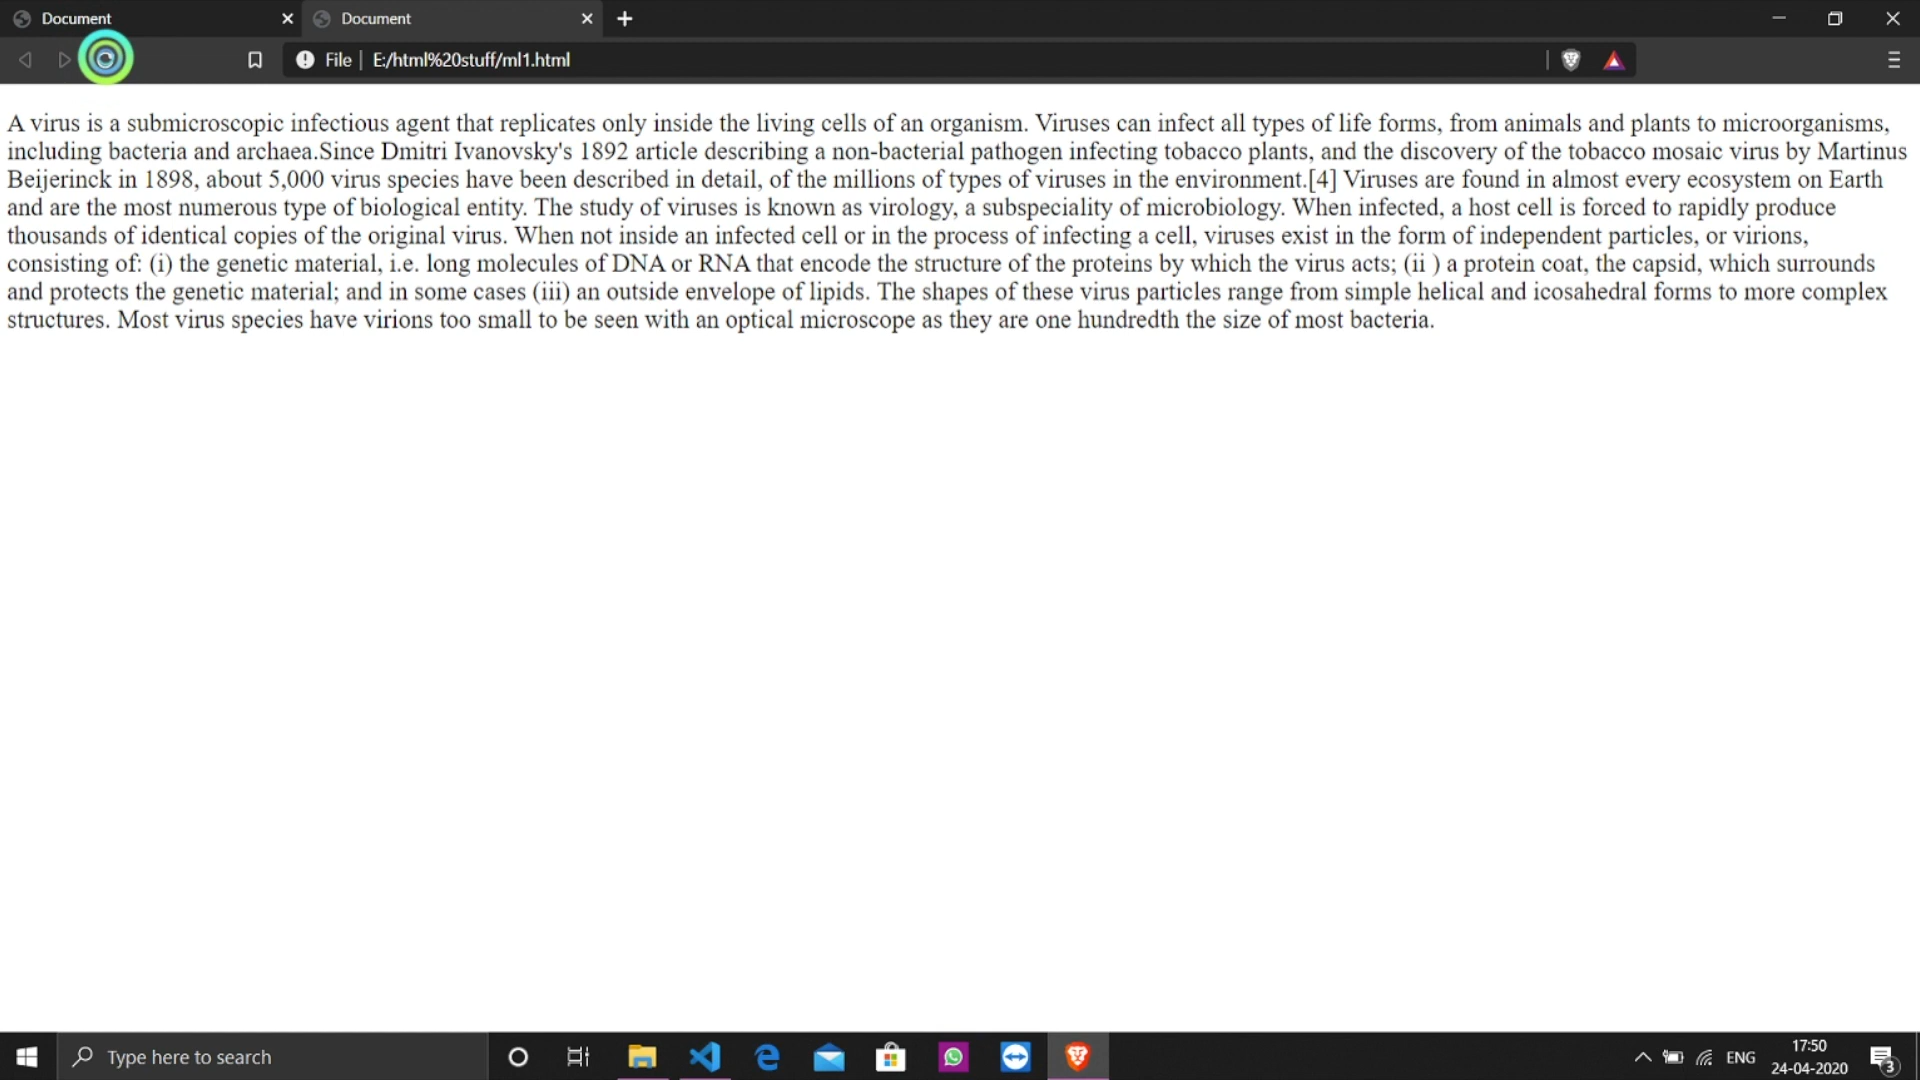 Document
Document
File
E:/html%20stuff/ml1.html
A virus is a submicroscopic infectious agent that replicates only inside the living cells of an organism. Viruses can infect all types of life forms, from animals and plants to microorganisms,
including bacteria and archaea.Since Dmitri Ivanovsky's 1892 article describing a non-bacterial pathogen infecting tobacco plants, and the discovery of the tobacco mosaic virus by Martinus
Beijerinck in 1898, about 5,000 virus species have been described in detail, of the millions of types of viruses in the environment.[4] Viruses are found in almost every ecosystem on Earth
and are the most numerous type of biological entity. The study of viruses is known as virology, a subspeciality of microbiology. When infected, a host cell is forced to rapidly produce
thousands of identical copies of the original virus. When not inside an infected cell or in the process of infecting a cell, viruses exist in the form of independent particles, or virions,
consisting of: (i) the genetic material, i.e. long molecules of DNA or RNA that encode the structure of the proteins by which the virus acts; (ii ) a protein coat, the capsid, which surrounds
and protects the genetic material; and in some cases (iii) an outside envelope of lipids. The shapes of these virus particles range from simple helical and icosahedral forms to more complex
structures. Most virus species have virions too small to be seen with an optical microscope as they are one hundredth the size of most bacteria.
Type here to search
ENG
17:50
24-04-2020
3